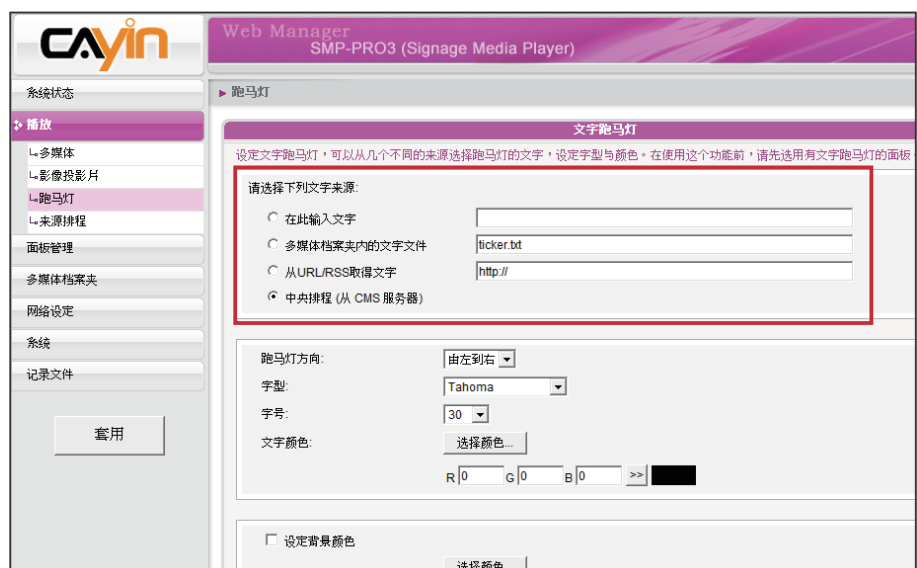 CAYIN
Web Manager
SMP-PRO3 (Signage Media Player)
系统状态
播放
多媒体
影像投影片
跑马灯
来源排程
面板管理
多媒体档案夹
网络设定
系统
记录文件
套用
跑马灯
文字跑马灯
设定文字跑马灯，可以从几个不同的来源选择跑马灯的文字，设定字型与颜色。在使用这个功能前，请先选用有文字跑马灯的面板
请选择下列文字来源:
在此输入文字
多媒体档案夹内的文字文件 ticker.txt
从URL/RSS取得文字 http://
中央排程 (从 CMS 服务器)
跑马灯方向: 由左到右
字型: Tahoma
字号: 30
文字颜色: 选择颜色...
R 0 G 0 B 0 >>
设定背景颜色
选择颜色...